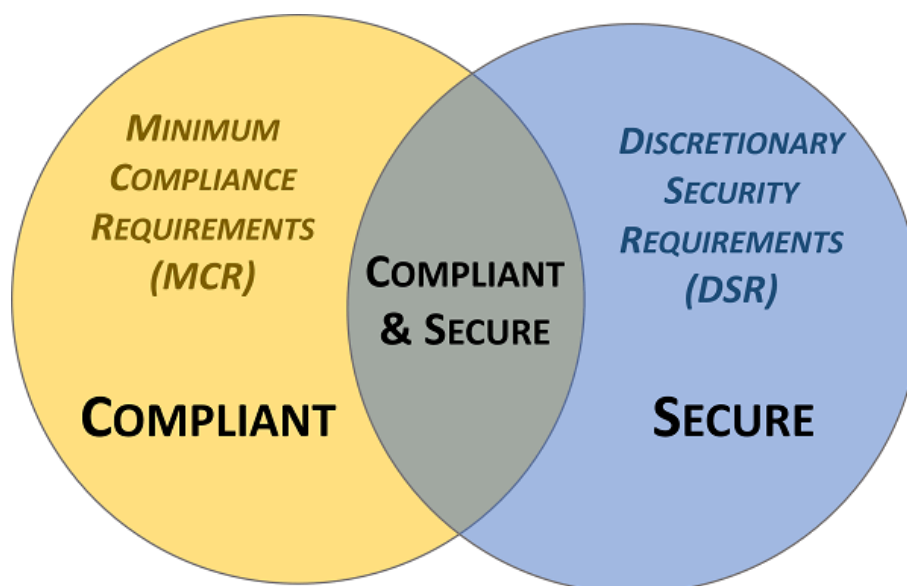 MINIMUM
COMPLIANCE
REQUIREMENTS
(MCR)
COMPLIANT
COMPLIANT
& SECURE
DISCRETIONARY
SECURITY
REQUIREMENTS
(DSR)
SECURE